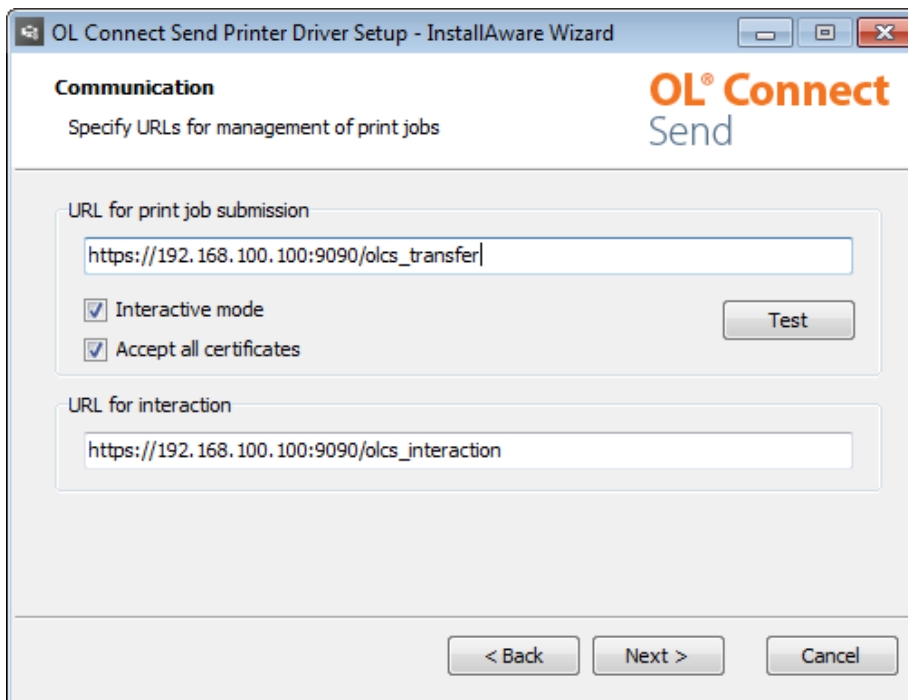 OL Connect Send Printer Driver Setup - InstallAware Wizard
Communication
Specify URLs for management of print jobs
OL® Connect
Send
URL for print job submission
https://192.168.100.100:9090/olcs_transfer
Interactive mode
Test
Accept all certificates
URL for interaction
https://192.168.100.100:9090/olcs_interaction
< Back
Next >
Cancel